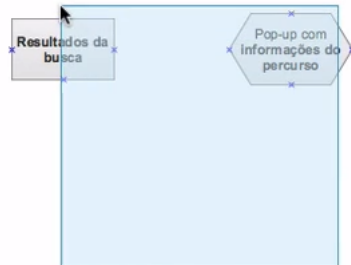 Resultados da
busca
Pop-up com
informações do
percurso